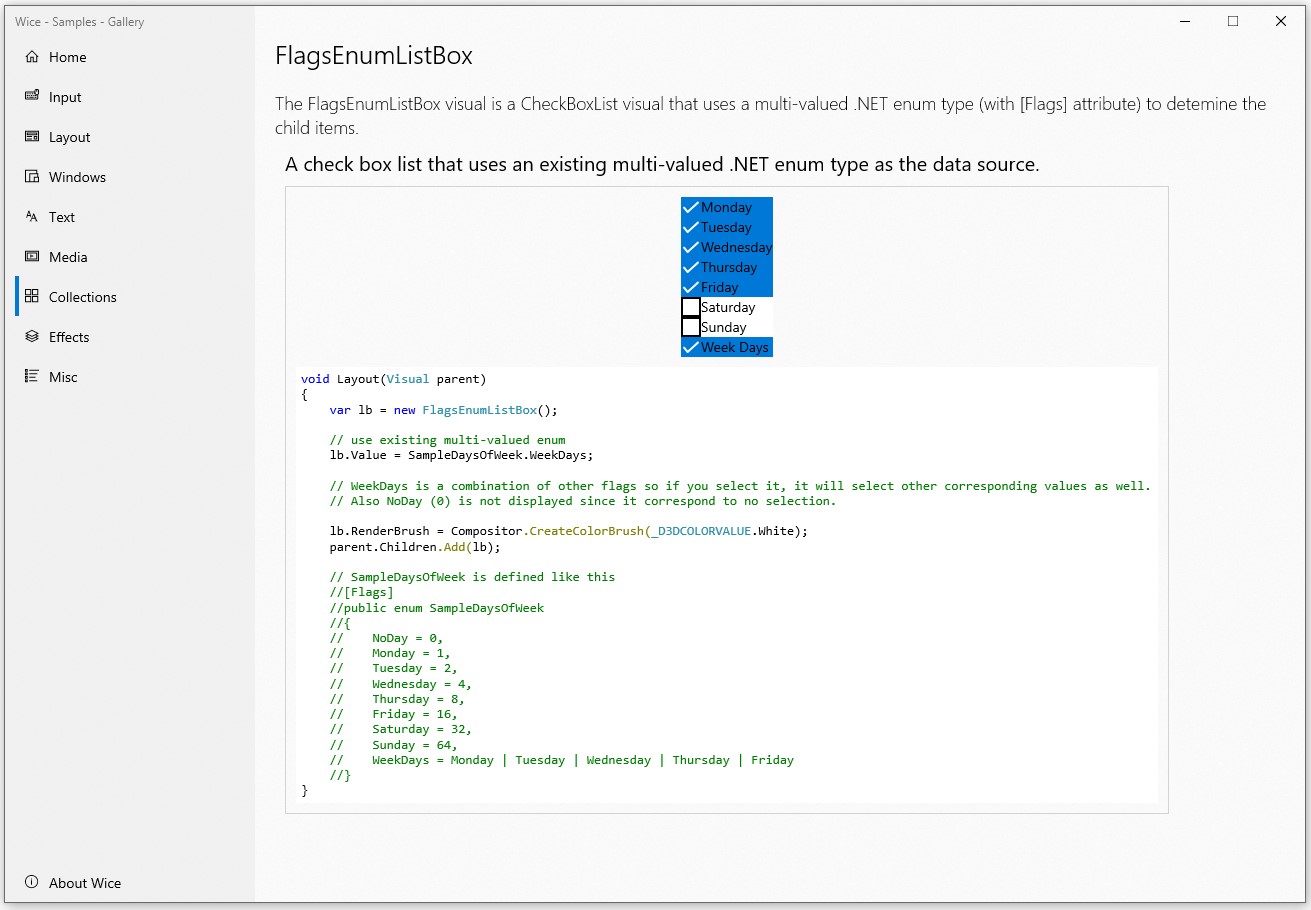 Wice - Samples - Gallery
Home
Input
Layout
Windows
Text
Media
Collections
Effects
Misc
About Wice
FlagsEnumListBox
The FlagsEnumListBox visual is a CheckBoxList visual that uses a multi-valued .NET enum type (with [Flags] attribute) to detemine the
child items.
A check box list that uses an existing multi-valued .NET enum type as the data source.
Monday
Tuesday
Wednesday
Thursday
Friday
Saturday
Sunday
Week Days
void Layout(Visual parent)
{
    var lb = new FlagsEnumListBox();
    // use existing multi-valued enum
    lb.Value = SampleDaysOfWeek.WeekDays;
    // WeekDays is a combination of other flags so if you select it, it will select other corresponding values as well.
    // Also NoDay (0) is not displayed since it correspond to no selection.
    lb.RenderBrush = Compositor.CreateColorBrush(_D3DCOLORVALUE.White);
    parent.Children.Add(lb);
    // SampleDaysOfWeek is defined like this
    //[Flags]
    //public enum SampleDaysOfWeek
    //{
    //    NoDay = 0,
    //    Monday = 1,
    //    Tuesday = 2,
    //    Wednesday = 4,
    //    Thursday = 8,
    //    Friday = 16,
    //    Saturday = 32,
    //    Sunday = 64,
    //    WeekDays = Monday | Tuesday | Wednesday | Thursday | Friday
    //}
}